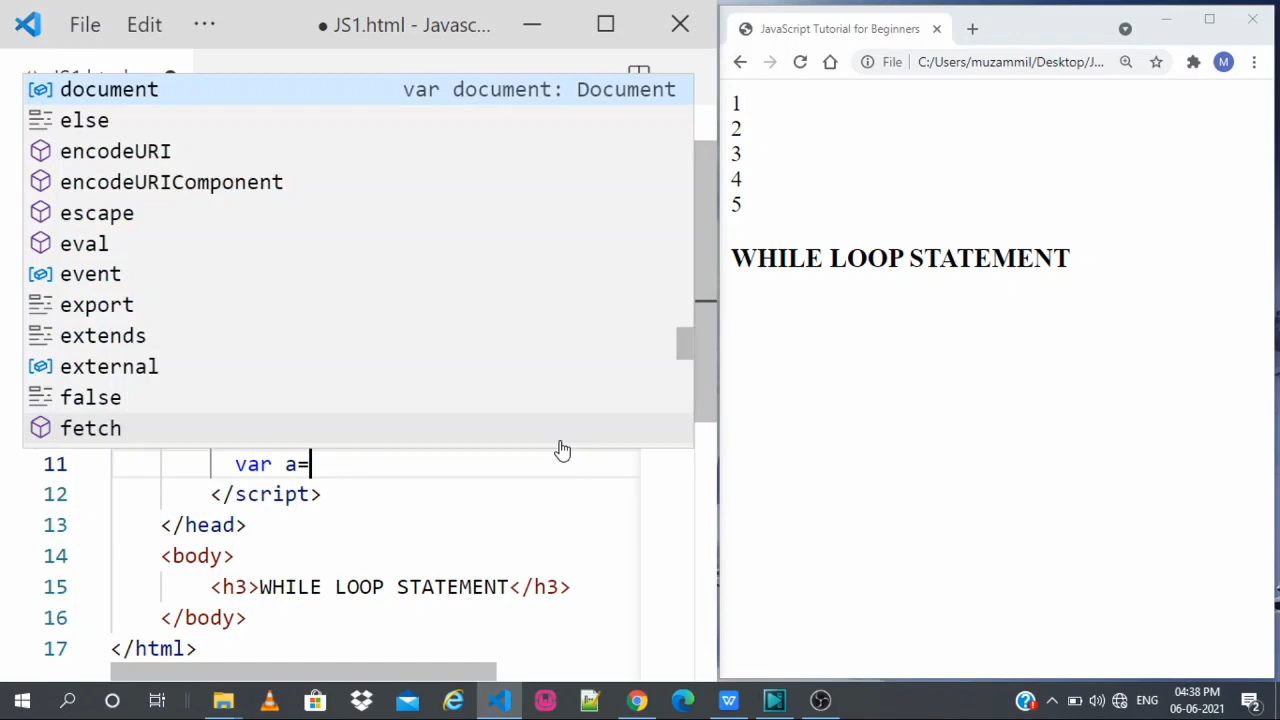 File Edit ··· ● JS1.html - Javasc...
document var document: Document
else
encodeURI
encodeURIComponent
escape
eval
event
export
extends
external
false
fetch
11 var a=
12 </script>
13 </head>
14 <body>
15 <h3>WHILE LOOP STATEMENT</h3>
16 </body>
17 </html>
JavaScript Tutorial for Beginners
File C:/Users/muzammil/Desktop/J... M
1
2
3
4
5
WHILE LOOP STATEMENT
ENG
04:38 PM
06-06-2021
2